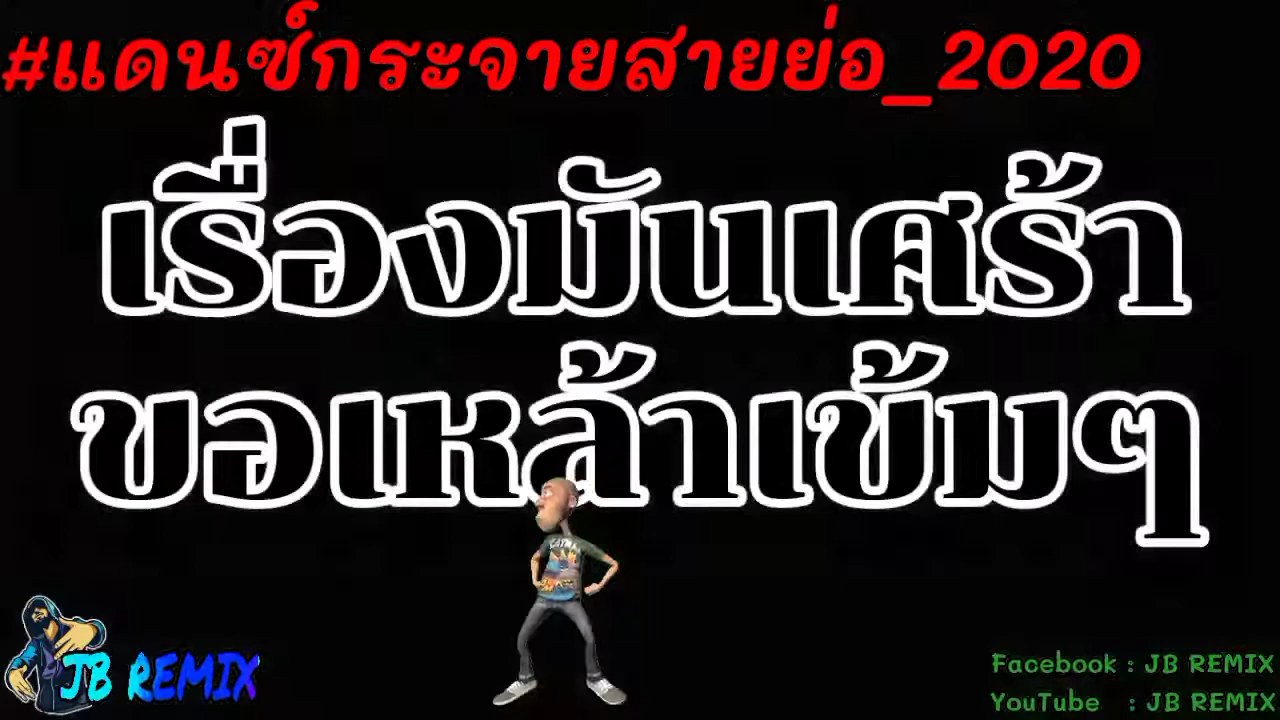 #แดนซ์กระจายสายย่อ_2020
เรื่องมันเศร้า
ขอเหล้าเข้มๆ
JB REMIX
Facebook : JB REMIX
YouTube : JB REMIX